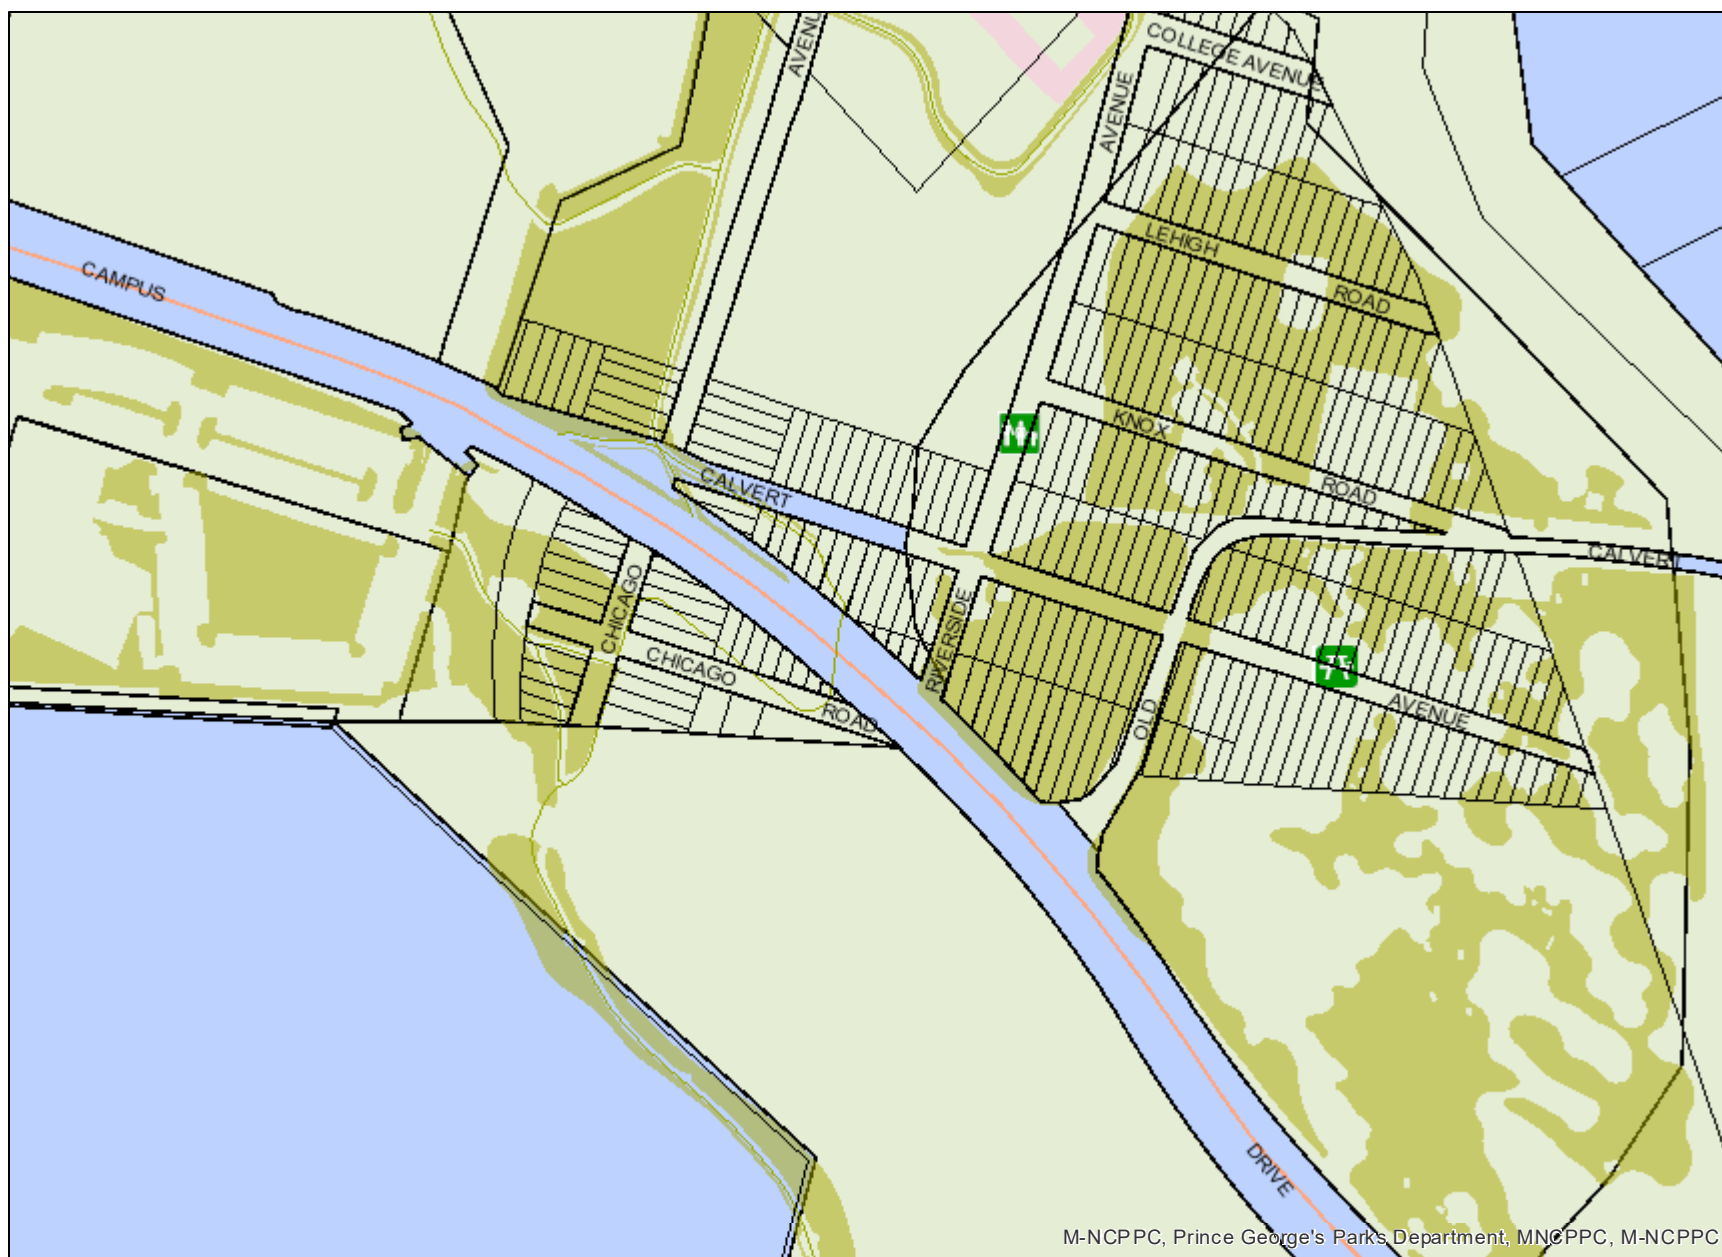 AVENU
COLLEGE AVENUE
AVENUE
LEHIGH
ROAD
CAMPUS
KNOX
ROAD
CALVERT
CALVERT
CHICAGO
RIVERSIDE
CHICAGO
ROAD
OLD
AVENUE
DRIVE
M-NCPPC, Prince George's Parks Department, MNCPPC, M-NCPPC